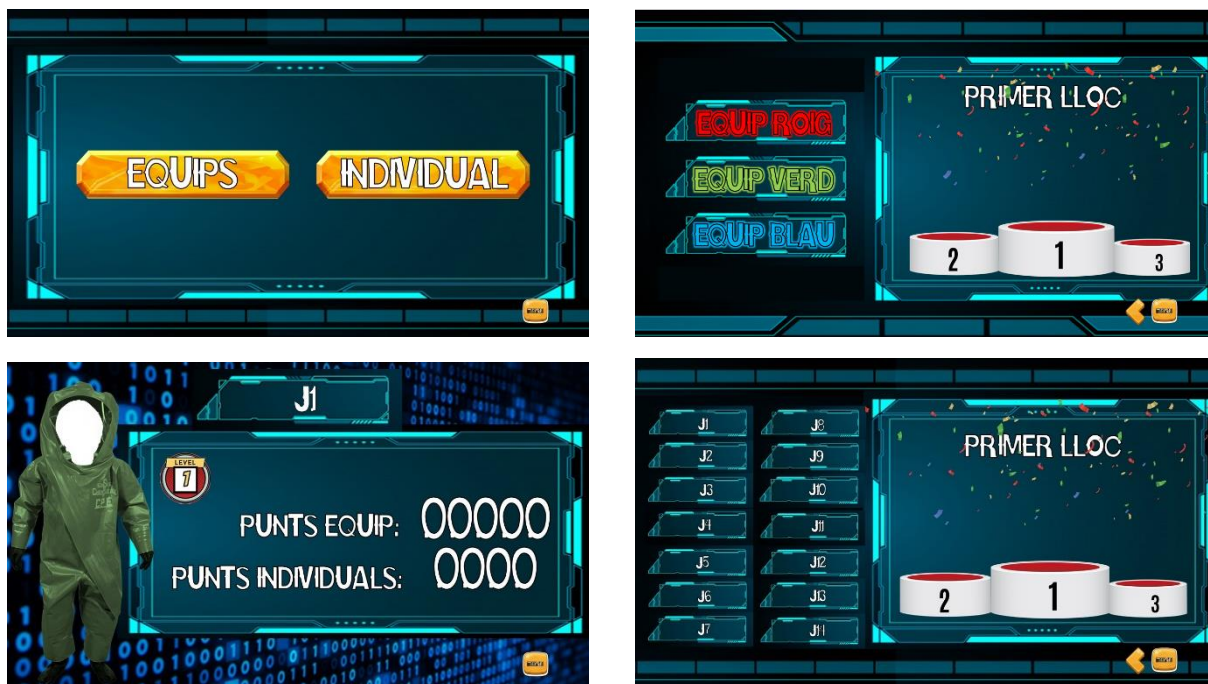 EQUIPS
INDIVIDUAL
PRIMER LLOC
EQUIP ROIG
EQUIP VERD
EQUIP BLAU
2
1
3
J1
LEVEL
1
PUNTS EQUIP: 00000
PUNTS INDIVIDUALS: 0000
PRIMER LLOC
J1
J8
J2
J9
J3
J10
J4
J11
J5
J12
J6
J13
J7
J14
2
1
3